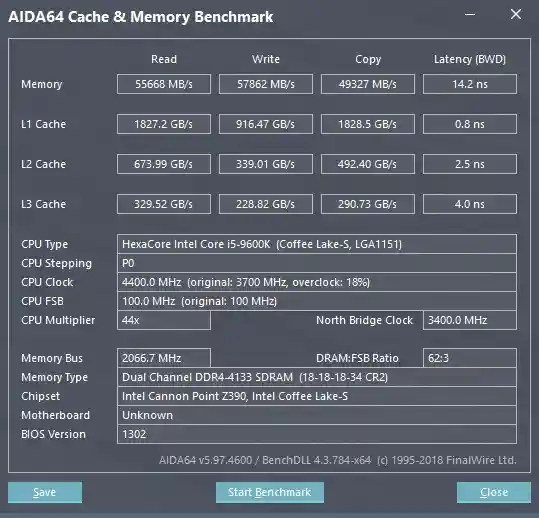 AIDA64 Cache & Memory Benchmark
Read Write Copy Latency (BWD)
Memory 55668 MB/s 57862 MB/s 49327 MB/s 14.2 ns
L1 Cache 1827.2 GB/s 916.47 GB/s 1828.5 GB/s 0.8 ns
L2 Cache 673.99 GB/s 339.01 GB/s 492.40 GB/s 2.5 ns
L3 Cache 329.52 GB/s 228.82 GB/s 290.73 GB/s 4.0 ns
CPU Type HexaCore Intel Core i5-9600K (Coffee Lake-S, LGA1151)
CPU Stepping P0
CPU Clock 4400.0 MHz (original: 3700 MHz, overclock: 18%)
CPU FSB 100.0 MHz (original: 100 MHz)
CPU Multiplier 44x North Bridge Clock 3400.0 MHz
Memory Bus 2066.7 MHz DRAM:FSB Ratio 62:3
Memory Type Dual Channel DDR4-4133 SDRAM (18-18-18-34 CR2)
Chipset Intel Cannon Point Z390, Intel Coffee Lake-S
Motherboard Unknown
BIOS Version 1302
AIDA64 v5.97.4600 / BenchDLL 4.3.784-x64 (c) 1995-2018 FinalWire Ltd.
Save Start Benchmark Close